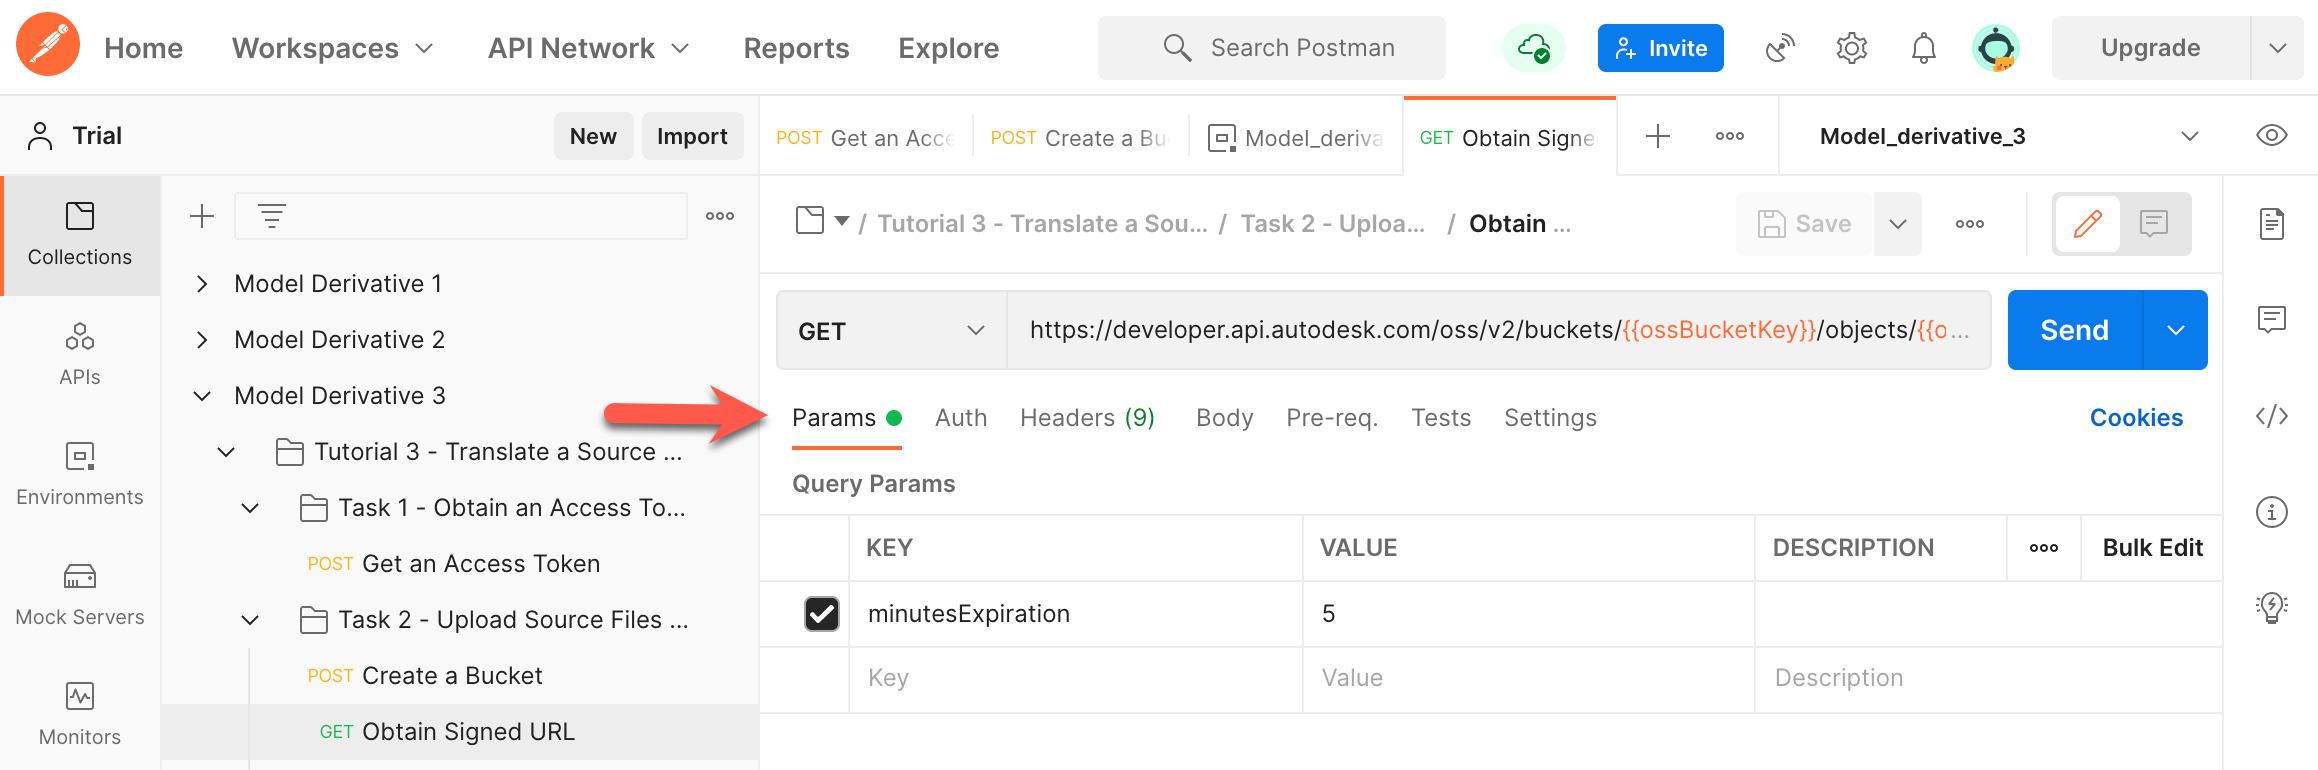 Home Workspaces API Network Reports Explore Search Postman Invite Upgrade
Trial New Import
POST Get an Acce POST Create a Bu Model_deriva GET Obtain Signe Model_derivative_3
Collections
APIs
Environments
Mock Servers
Monitors
Model Derivative 1
Model Derivative 2
Model Derivative 3
Tutorial 3 - Translate a Source ...
Task 1 - Obtain an Access To...
POST Get an Access Token
Task 2 - Upload Source Files ...
POST Create a Bucket
GET Obtain Signed URL
/ Tutorial 3 - Translate a Sou... / Task 2 - Uploa... / Obtain ... Save
GET https://developer.api.autodesk.com/oss/v2/buckets/{{ossBucketKey}}/objects/{{o... Send
Params Auth Headers (9) Body Pre-req. Tests Settings Cookies
Query Params
KEY VALUE DESCRIPTION Bulk Edit
minutesExpiration 5
Key Value Description